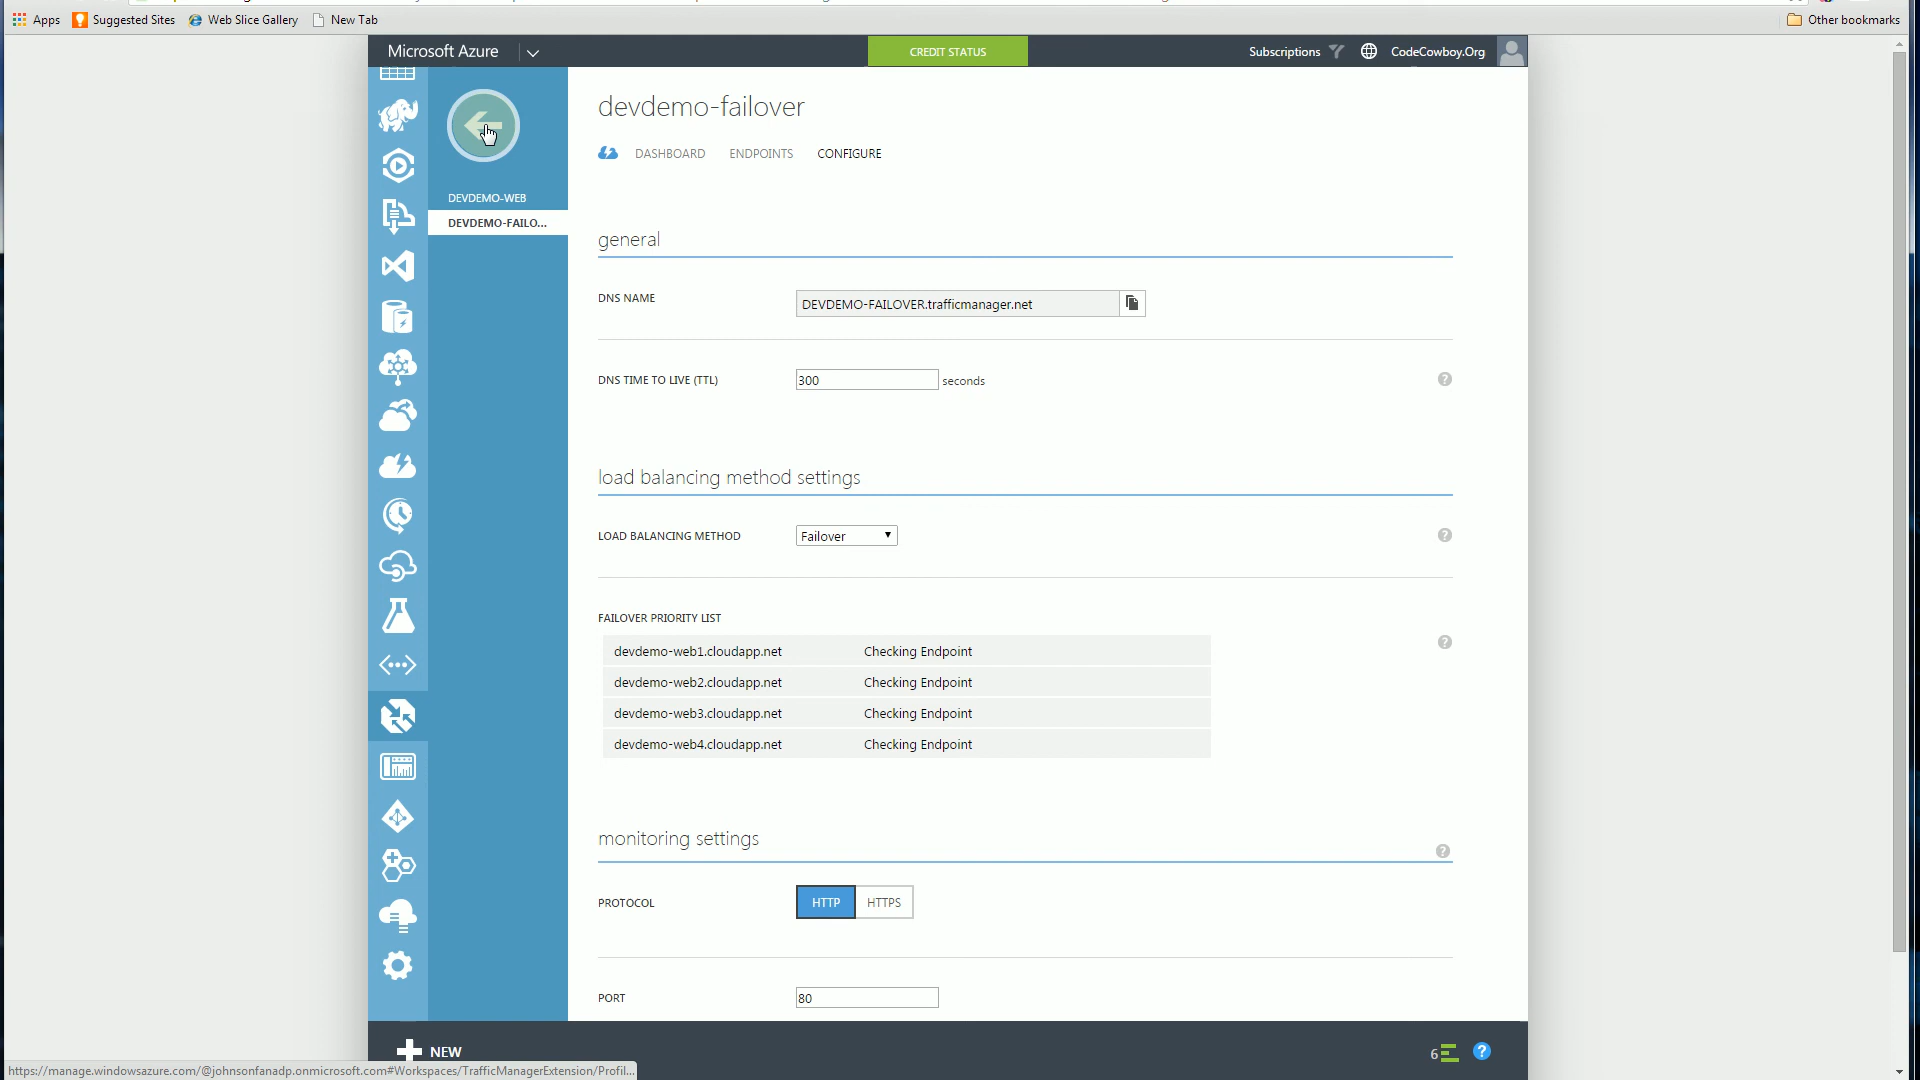 Apps
Suggested Sites
Web Slice Gallery
New Tab
Other bookmarks
Microsoft Azure
CREDIT STATUS
Subscriptions
CodeCowboy.Org
devdemo-failover
DASHBOARD
ENDPOINTS
CONFIGURE
DEVDEMO-WEB
DEVDEMO-FAILO...
general
DNS NAME
DEVDEMO-FAILOVER.trafficmanager.net
DNS TIME TO LIVE (TTL)
300
seconds
?
load balancing method settings
LOAD BALANCING METHOD
Failover
?
FAILOVER PRIORITY LIST
?
devdemo-web1.cloudapp.net Checking Endpoint
devdemo-web2.cloudapp.net Checking Endpoint
devdemo-web3.cloudapp.net Checking Endpoint
devdemo-web4.cloudapp.net Checking Endpoint
monitoring settings
?
PROTOCOL
HTTP
HTTPS
PORT
80
NEW
6
?
https://manage.windowsazure.com/@johnsonfanadp.onmicrosoft.com#Workspaces/TrafficManagerExtension/Profil...